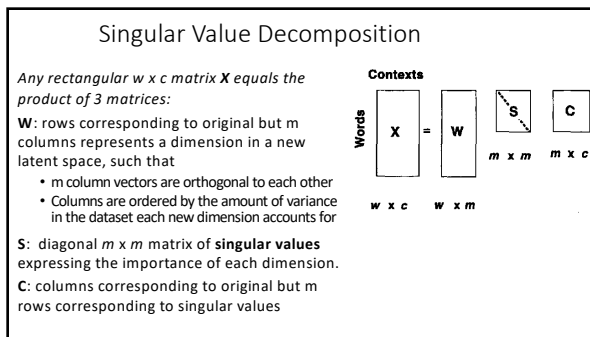 Singular Value Decomposition
Any rectangular w x c matrix X equals the
product of 3 matrices:
W: rows corresponding to original but m
columns represents a dimension in a new
latent space, such that
• m column vectors are orthogonal to each other
• Columns are ordered by the amount of variance
in the dataset each new dimension accounts for
S: diagonal m x m matrix of singular values
expressing the importance of each dimension.
C: columns corresponding to original but m
rows corresponding to singular values
Contexts
Words
X = W S C
m x m m x c
w x c w x m